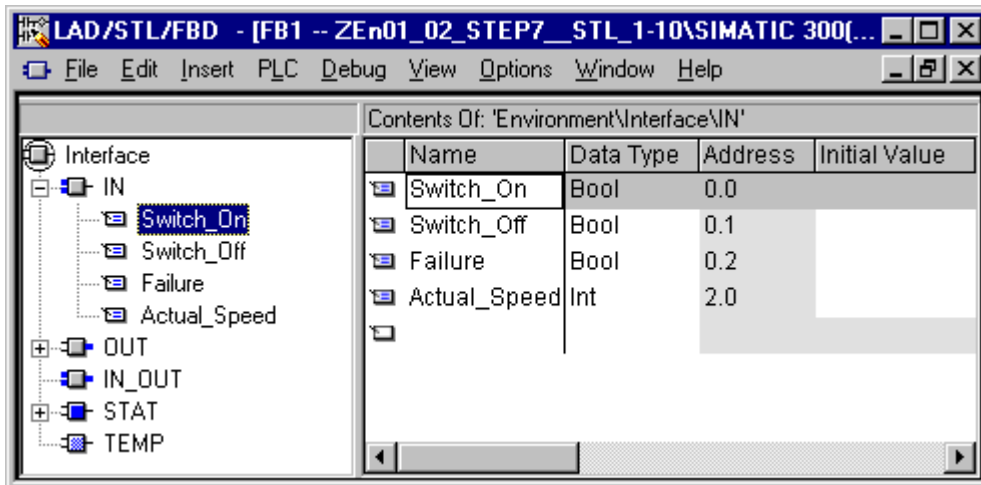 LAD/STL/FBD - [FB1 -- ZEn01_02_STEP7__STL_1-10\SIMATIC 300(...
File Edit Insert PLC Debug View Options Window Help
Contents Of: 'Environment\Interface\IN'
Interface
IN
Switch_On
Switch_Off
Failure
Actual_Speed
OUT
IN_OUT
STAT
TEMP
Name Data Type Address Initial Value
Switch_On Bool 0.0
Switch_Off Bool 0.1
Failure Bool 0.2
Actual_Speed Int 2.0